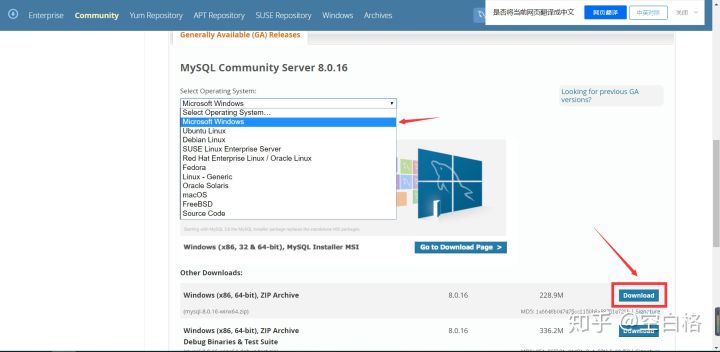 Enterprise Community Yum Repository APT Repository SUSE Repository Windows Archives
是否将当前网页翻译成中文 网页翻译 中英对照 关闭
Generally Available (GA) Releases
MySQL Community Server 8.0.16
Select Operating System:
Looking for previous GA
versions?
Microsoft Windows
Select Operating System…
Microsoft Windows
Ubuntu Linux
Debian Linux
SUSE Linux Enterprise Server
Red Hat Enterprise Linux / Oracle Linux
Fedora
Linux - Generic
Oracle Solaris
macOS
FreeBSD
Source Code
Starting with MySQL 5.6 the MySQL Installer package replaces the standalone MSI packages.
Windows (x86, 32 & 64-bit), MySQL Installer MSI Go to Download Page >
Other Downloads:
Windows (x86, 64-bit), ZIP Archive 8.0.16 228.9M Download
(mysql-8.0.16-winx64.zip) MD5: Signature
Windows (x86, 64-bit), ZIP Archive 8.0.16 336.2M Download
Debug Binaries & Test Suite
知乎 @空白格